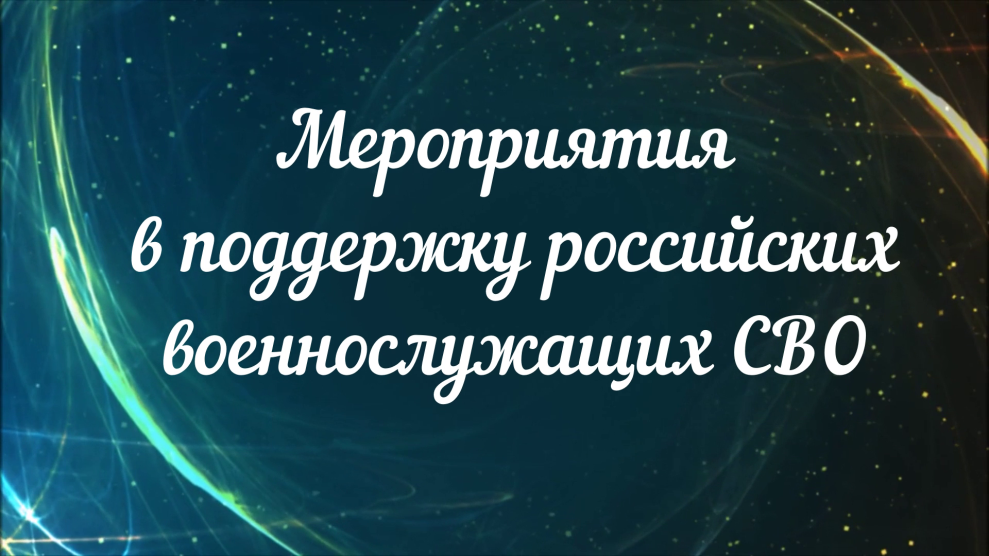 Мероприятия
в поддержку российских
военнослужащих СВО